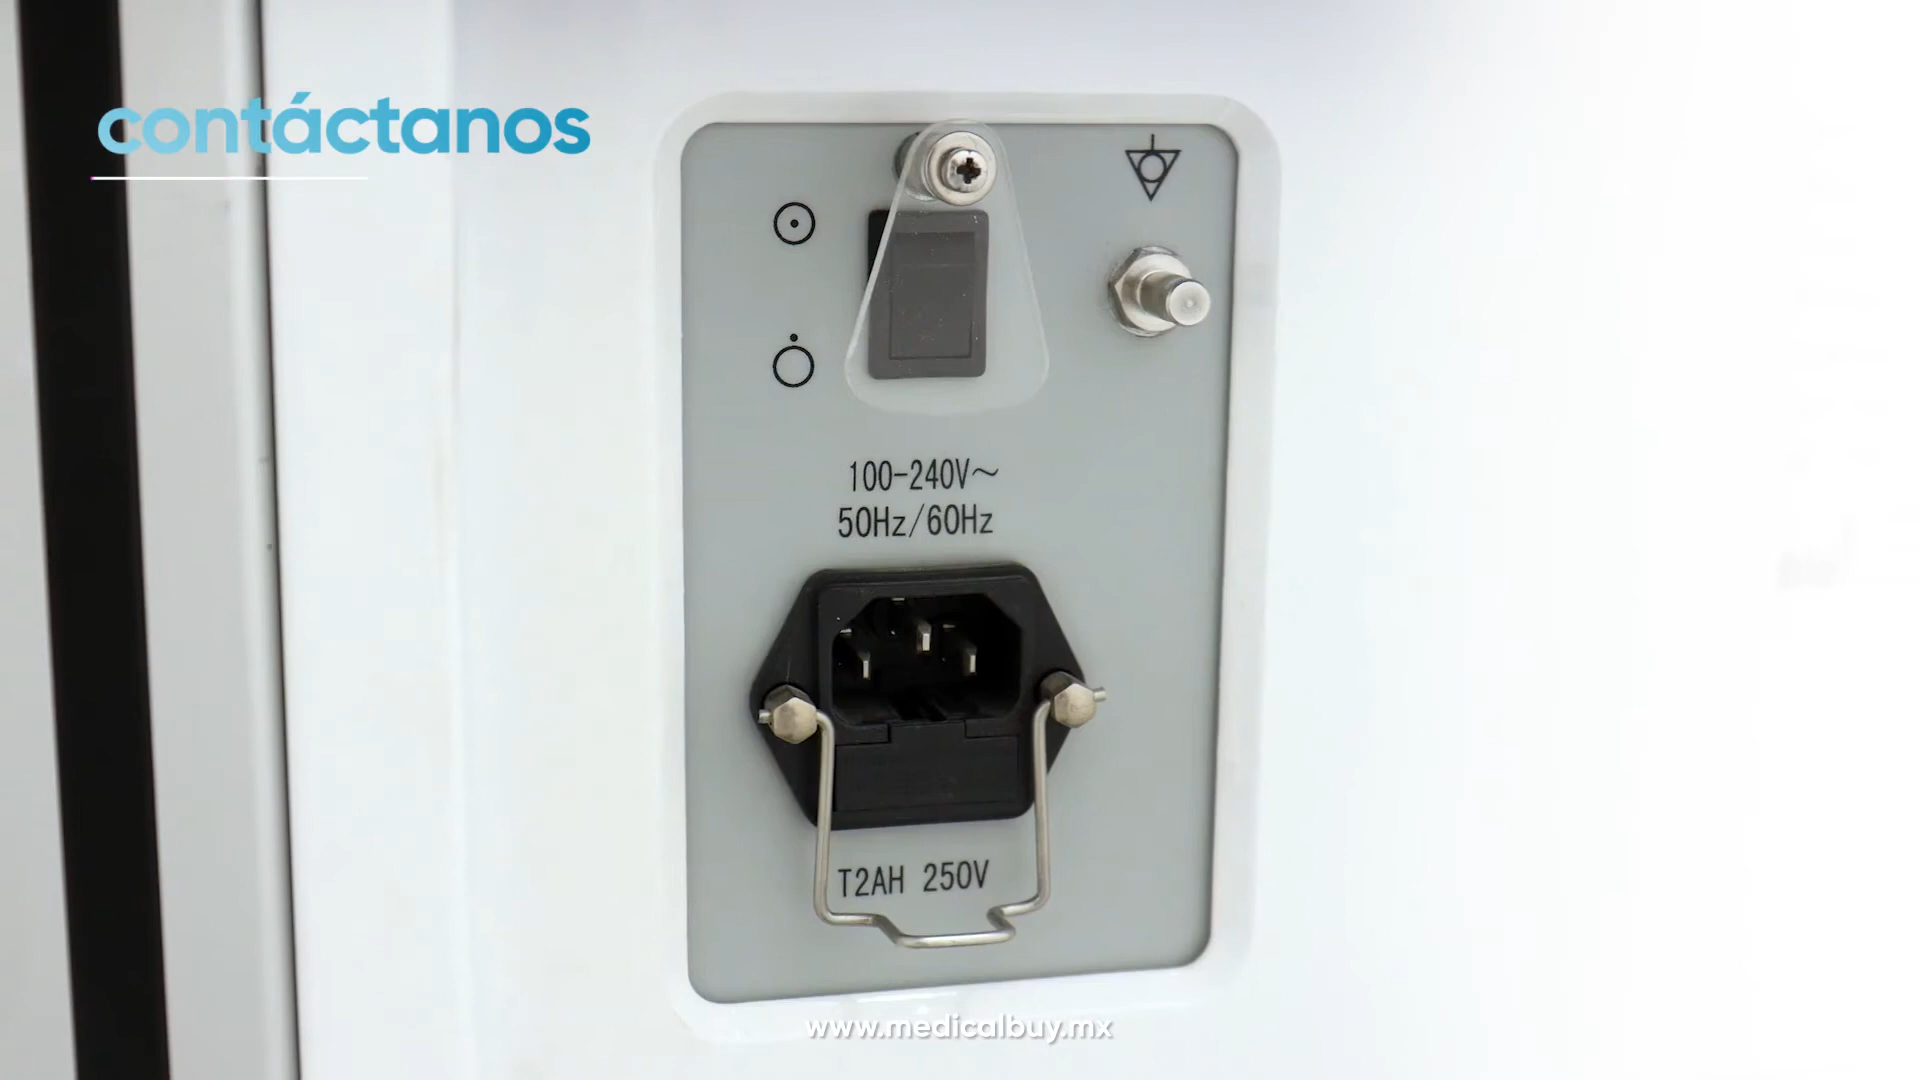 contáctanos
100-240V~
50Hz/60Hz
T2AH 250V
www.medicalbuy.mx